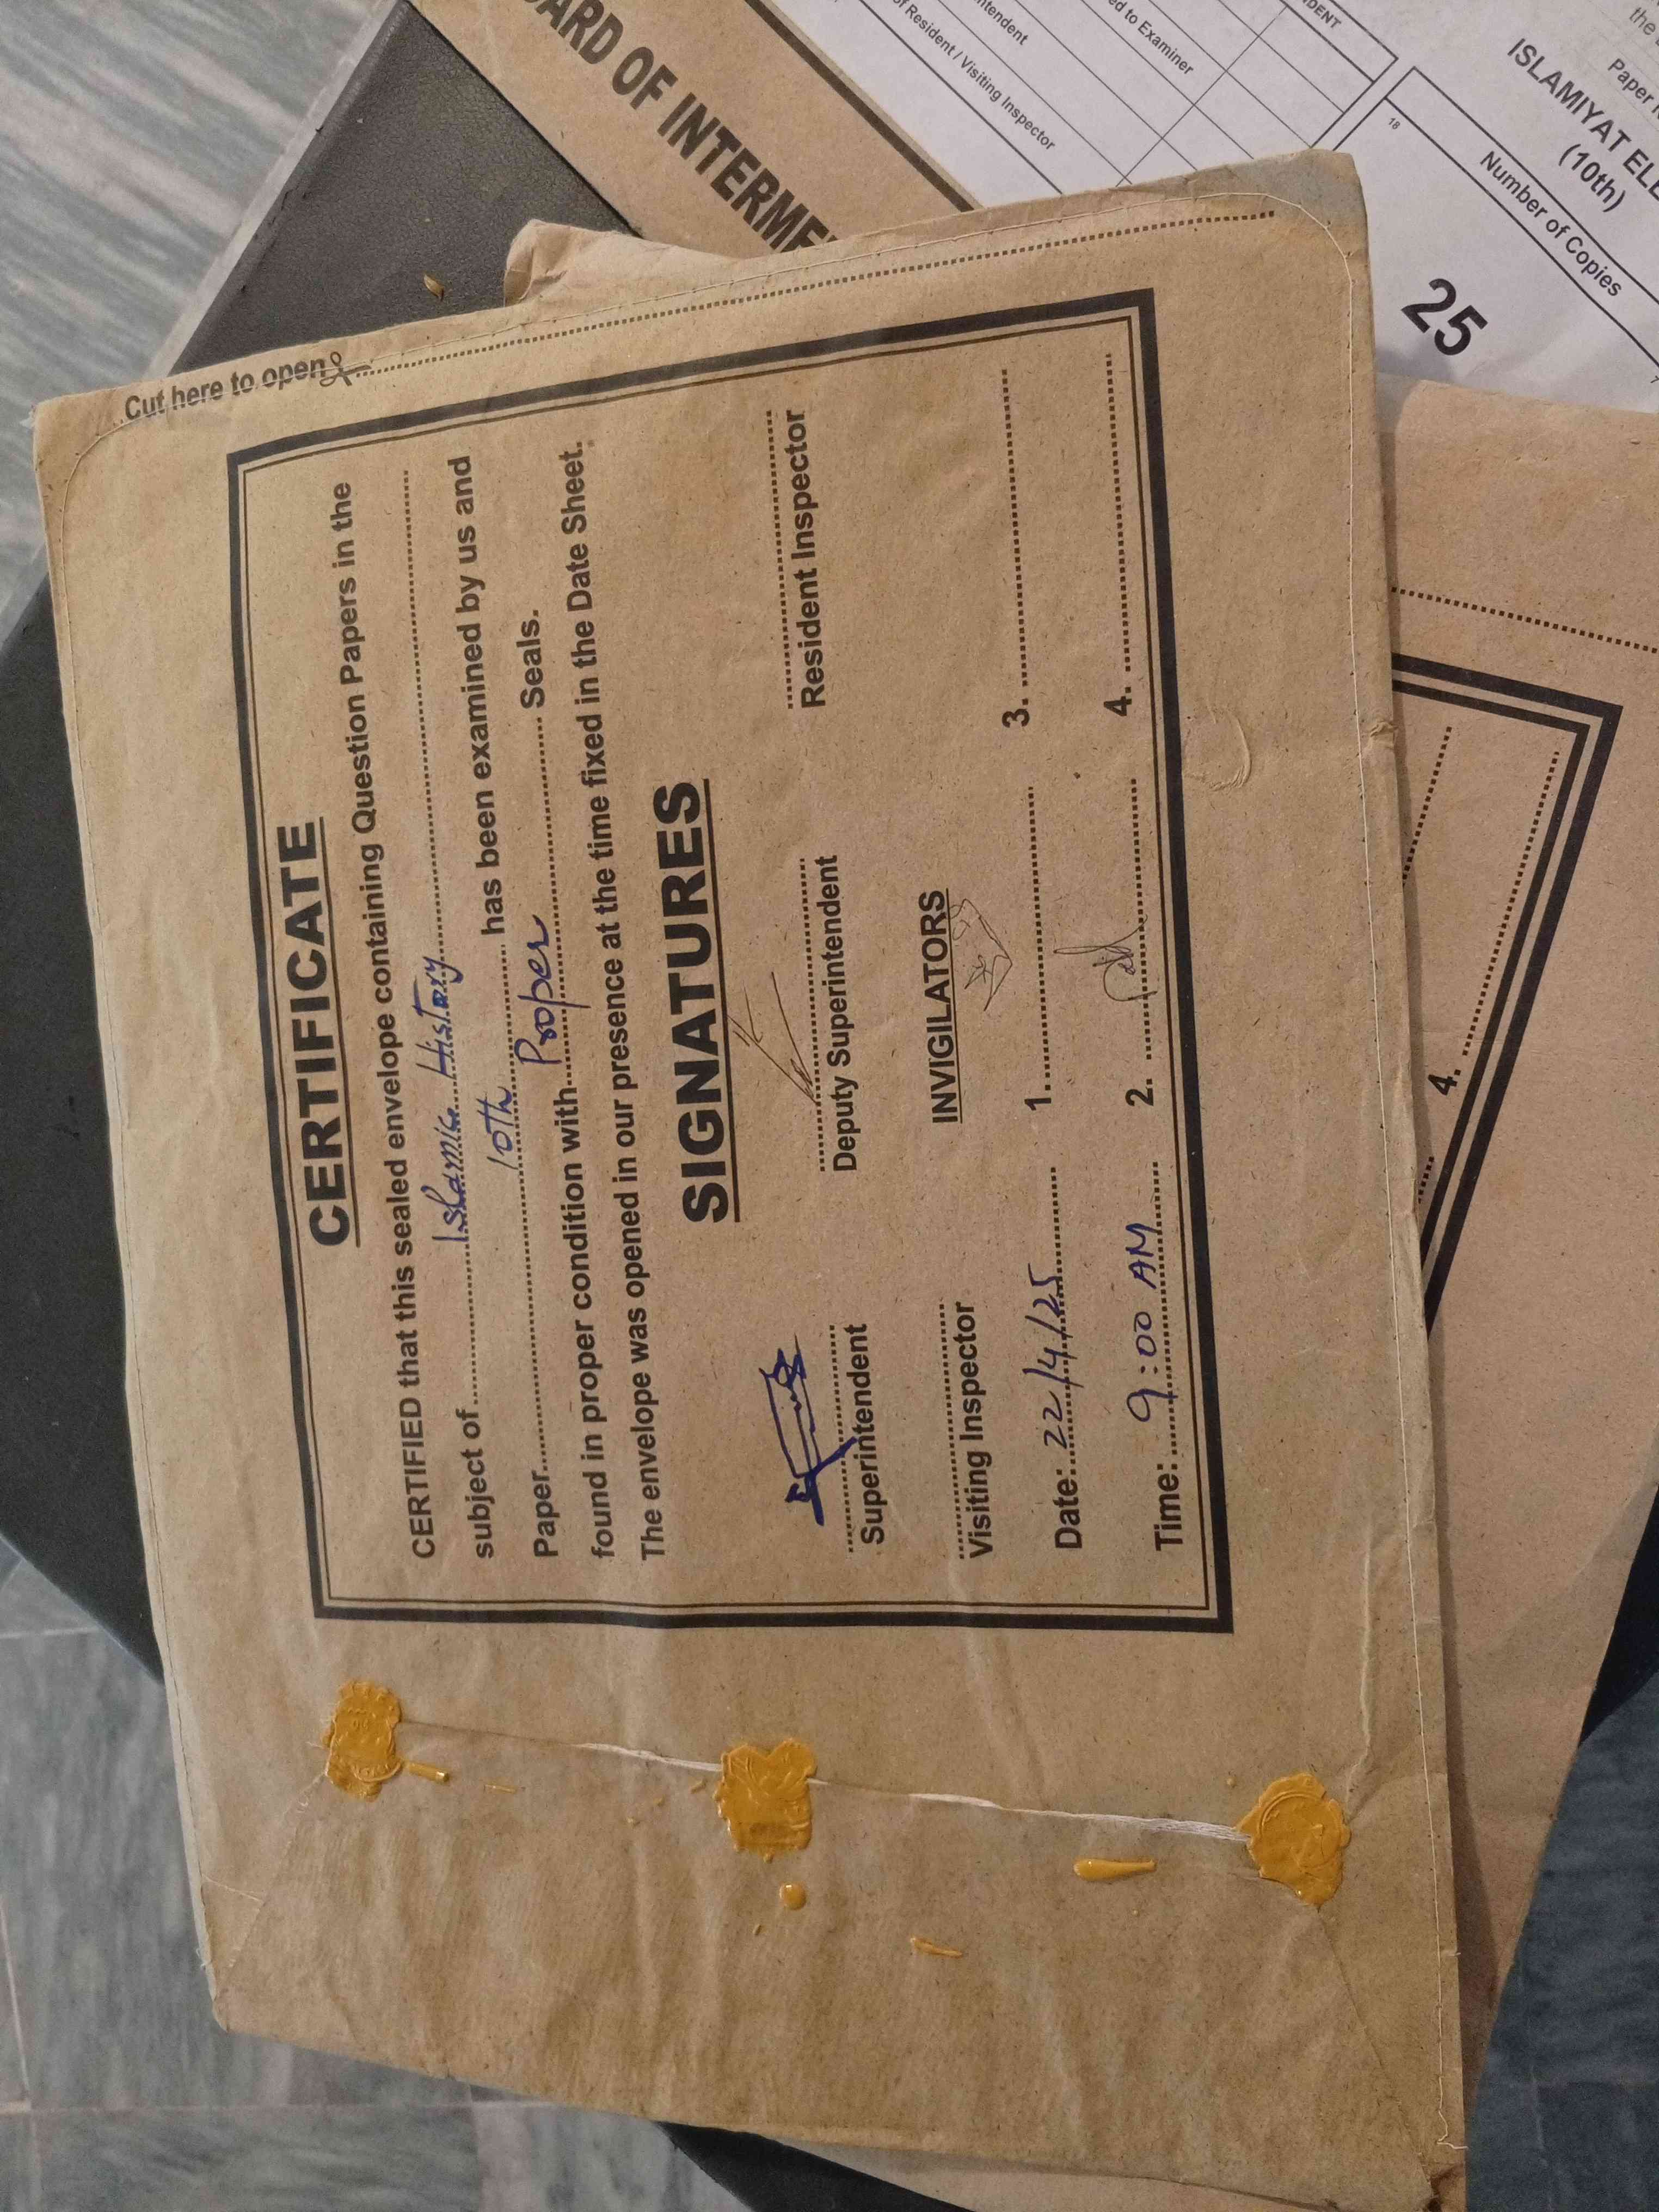 Cut here to open
CERTIFICATE
CERTIFIED that this sealed envelope containing Question Papers in the
subject of Islamic History
Paper 10th has been examined by us and
found in proper condition with Proper Seals.
The envelope was opened in our presence at the time fixed in the Date Sheet.
SIGNATURES
Superintendent Deputy Superintendent Resident Inspector
Visiting Inspector INVIGILATORS
Date: 22/4/25 1. 3.
Time: 9:00 AM 2. 4.
4.
ARD OF INTERME
of Resident / Visiting Inspector
ntendent
ed to Examiner
DENT
the
Paper
ISLAMIYAT ELE
(10th)
18
Number of Copies
25